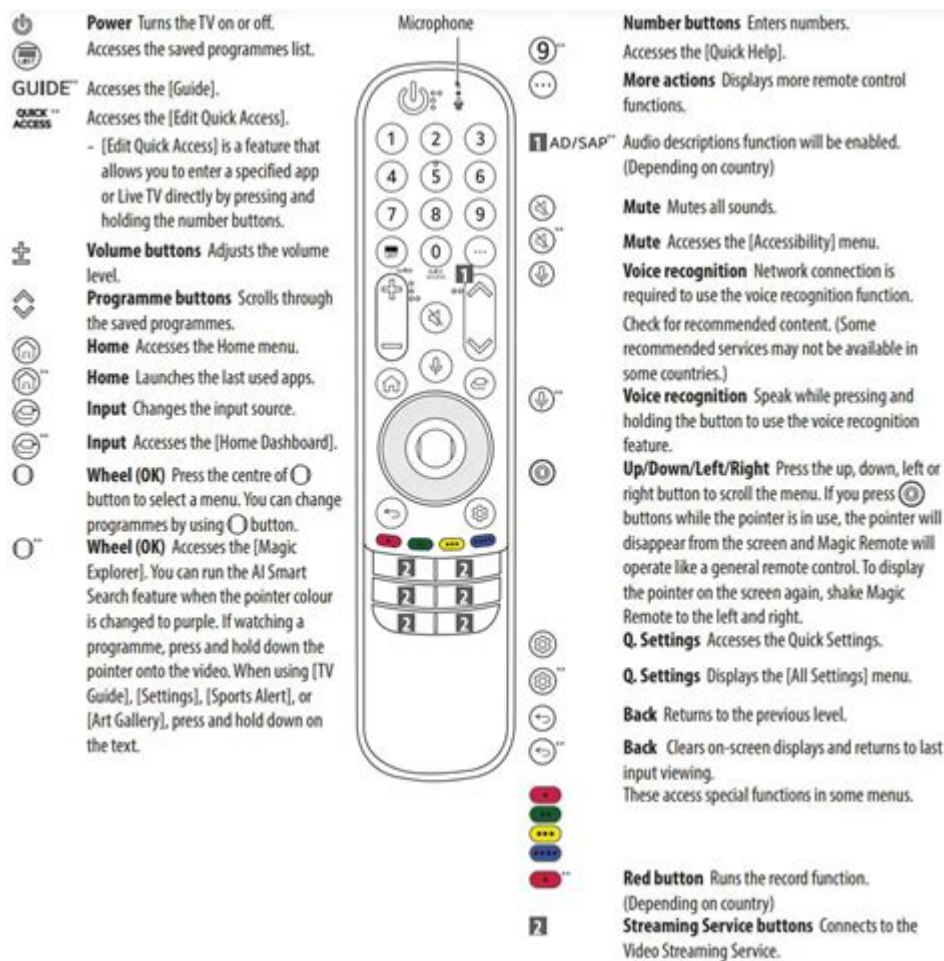 Power Turns the TV on or off.
Accesses the saved programmes list.
GUIDE** Accesses the [Guide].
QUICK ACCESS** Accesses the [Edit Quick Access].
- [Edit Quick Access] is a feature that
allows you to enter a specified app
or Live TV directly by pressing and
holding the number buttons.
Volume buttons Adjusts the volume
level.
Programme buttons Scrolls through
the saved programmes.
Home Accesses the Home menu.
** Home Launches the last used apps.
Input Changes the input source.
** Input Accesses the [Home Dashboard].
Wheel (OK) Press the centre of
button to select a menu. You can change
programmes by using button.
** Wheel (OK) Accesses the [Magic
Explorer]. You can run the AI Smart
Search feature when the pointer colour
is changed to purple. If watching a
programme, press and hold down the
pointer onto the video. When using [TV
Guide], [Settings], [Sports Alert], or
[Art Gallery], press and hold down on
the text.
Microphone
1 2 3
4 5 6
7 8 9
0 ...
1
+
-
2 2
2 2
2 2
Number buttons Enters numbers.
9** Accesses the [Quick Help].
... More actions Displays more remote control
functions.
1 AD/SAP** Audio descriptions function will be enabled.
(Depending on country)
Mute Mutes all sounds.
** Mute Accesses the [Accessibility] menu.
Voice recognition Network connection is
required to use the voice recognition function.
Check for recommended content. (Some
recommended services may not be available in
some countries.)
** Voice recognition Speak while pressing and
holding the button to use the voice recognition
feature.
Up/Down/Left/Right Press the up, down, left or
right button to scroll the menu. If you press
buttons while the pointer is in use, the pointer will
disappear from the screen and Magic Remote will
operate like a general remote control. To display
the pointer on the screen again, shake Magic
Remote to the left and right.
Q. Settings Accesses the Quick Settings.
** Q. Settings Displays the [All Settings] menu.
Back Returns to the previous level.
** Back Clears on-screen displays and returns to last
input viewing.
These access special functions in some menus.
** Red button Runs the record function.
(Depending on country)
2 Streaming Service buttons Connects to the
Video Streaming Service.